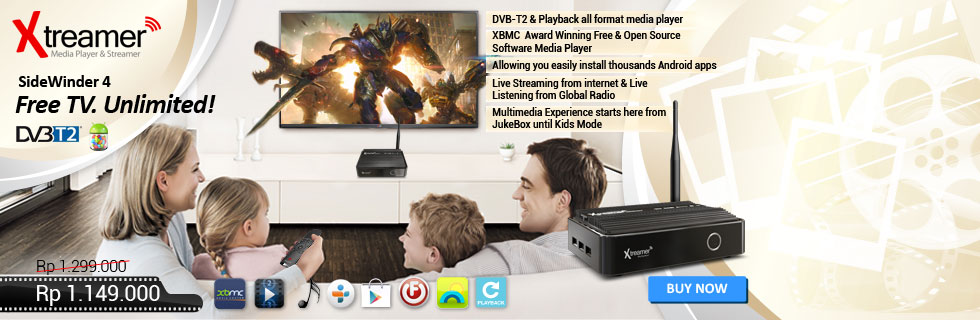 Xtreamer
Media Player & Streamer
SideWinder 4
Free TV. Unlimited!
DVB T2
DVB-T2 & Playback all format media player
XBMC Award Winning Free & Open Source
Software Media Player
Allowing you easily install thousands Android apps
Live Streaming from internet & Live
Listening from Global Radio
Multimedia Experience starts here from
JukeBox until Kids Mode
Xtreamer
Rp 1.299.000
Rp 1.149.000
xbmc
PLAYBACK
BUY NOW